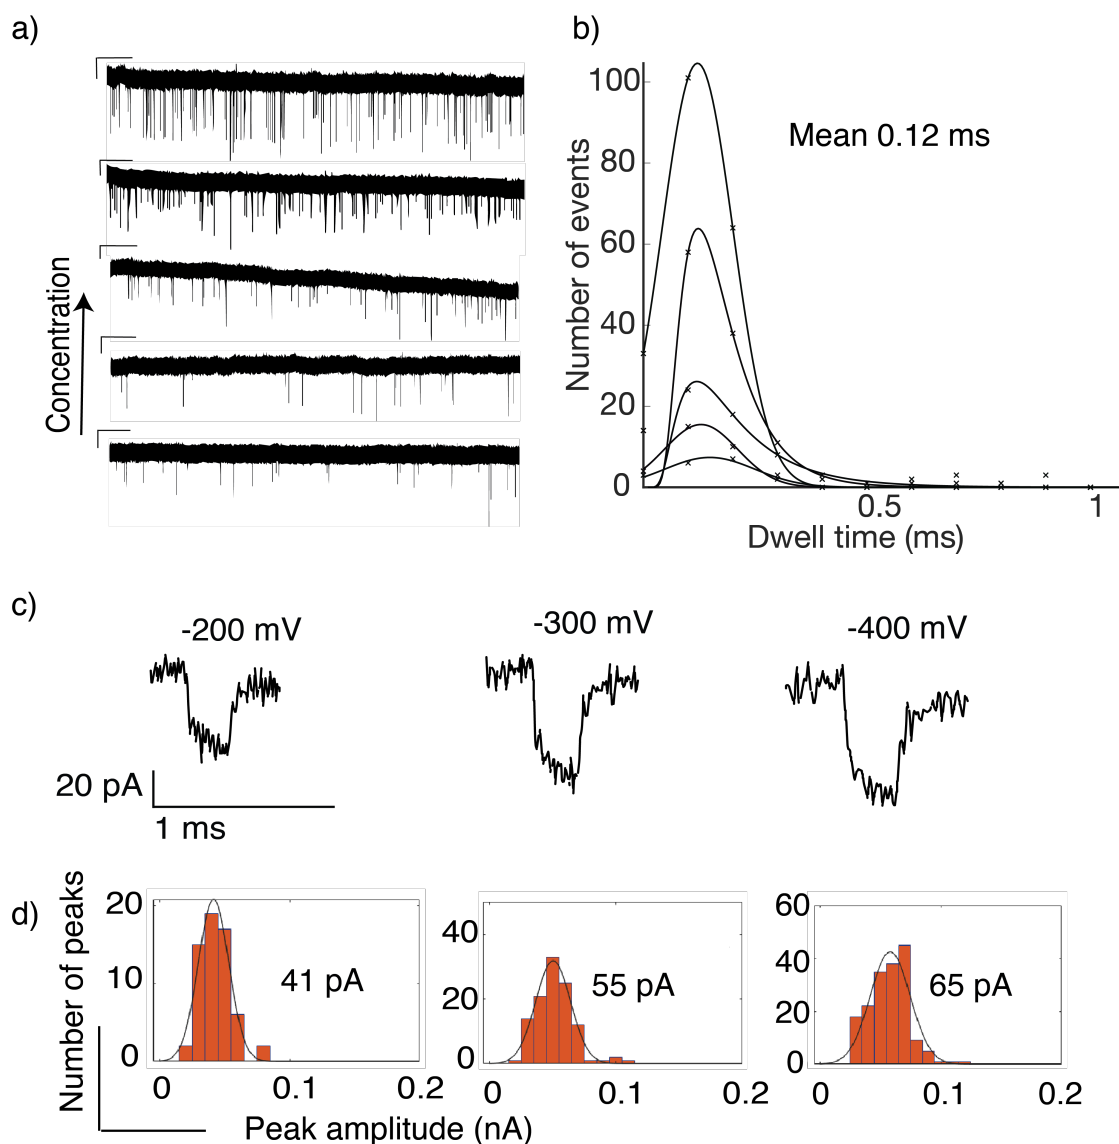 a)
Concentration
b)
Number of events
100
80
60
40
20
0
Mean 0.12 ms
0.5
1
Dwell time (ms)
c)
-200 mV
-300 mV
-400 mV
20 pA
1 ms
d)
Number of peaks
20
10
0
41 pA
0
0.1
0.2
40
20
0
55 pA
0
0.1
0.2
60
40
20
0
65 pA
0
0.1
0.2
Peak amplitude (nA)